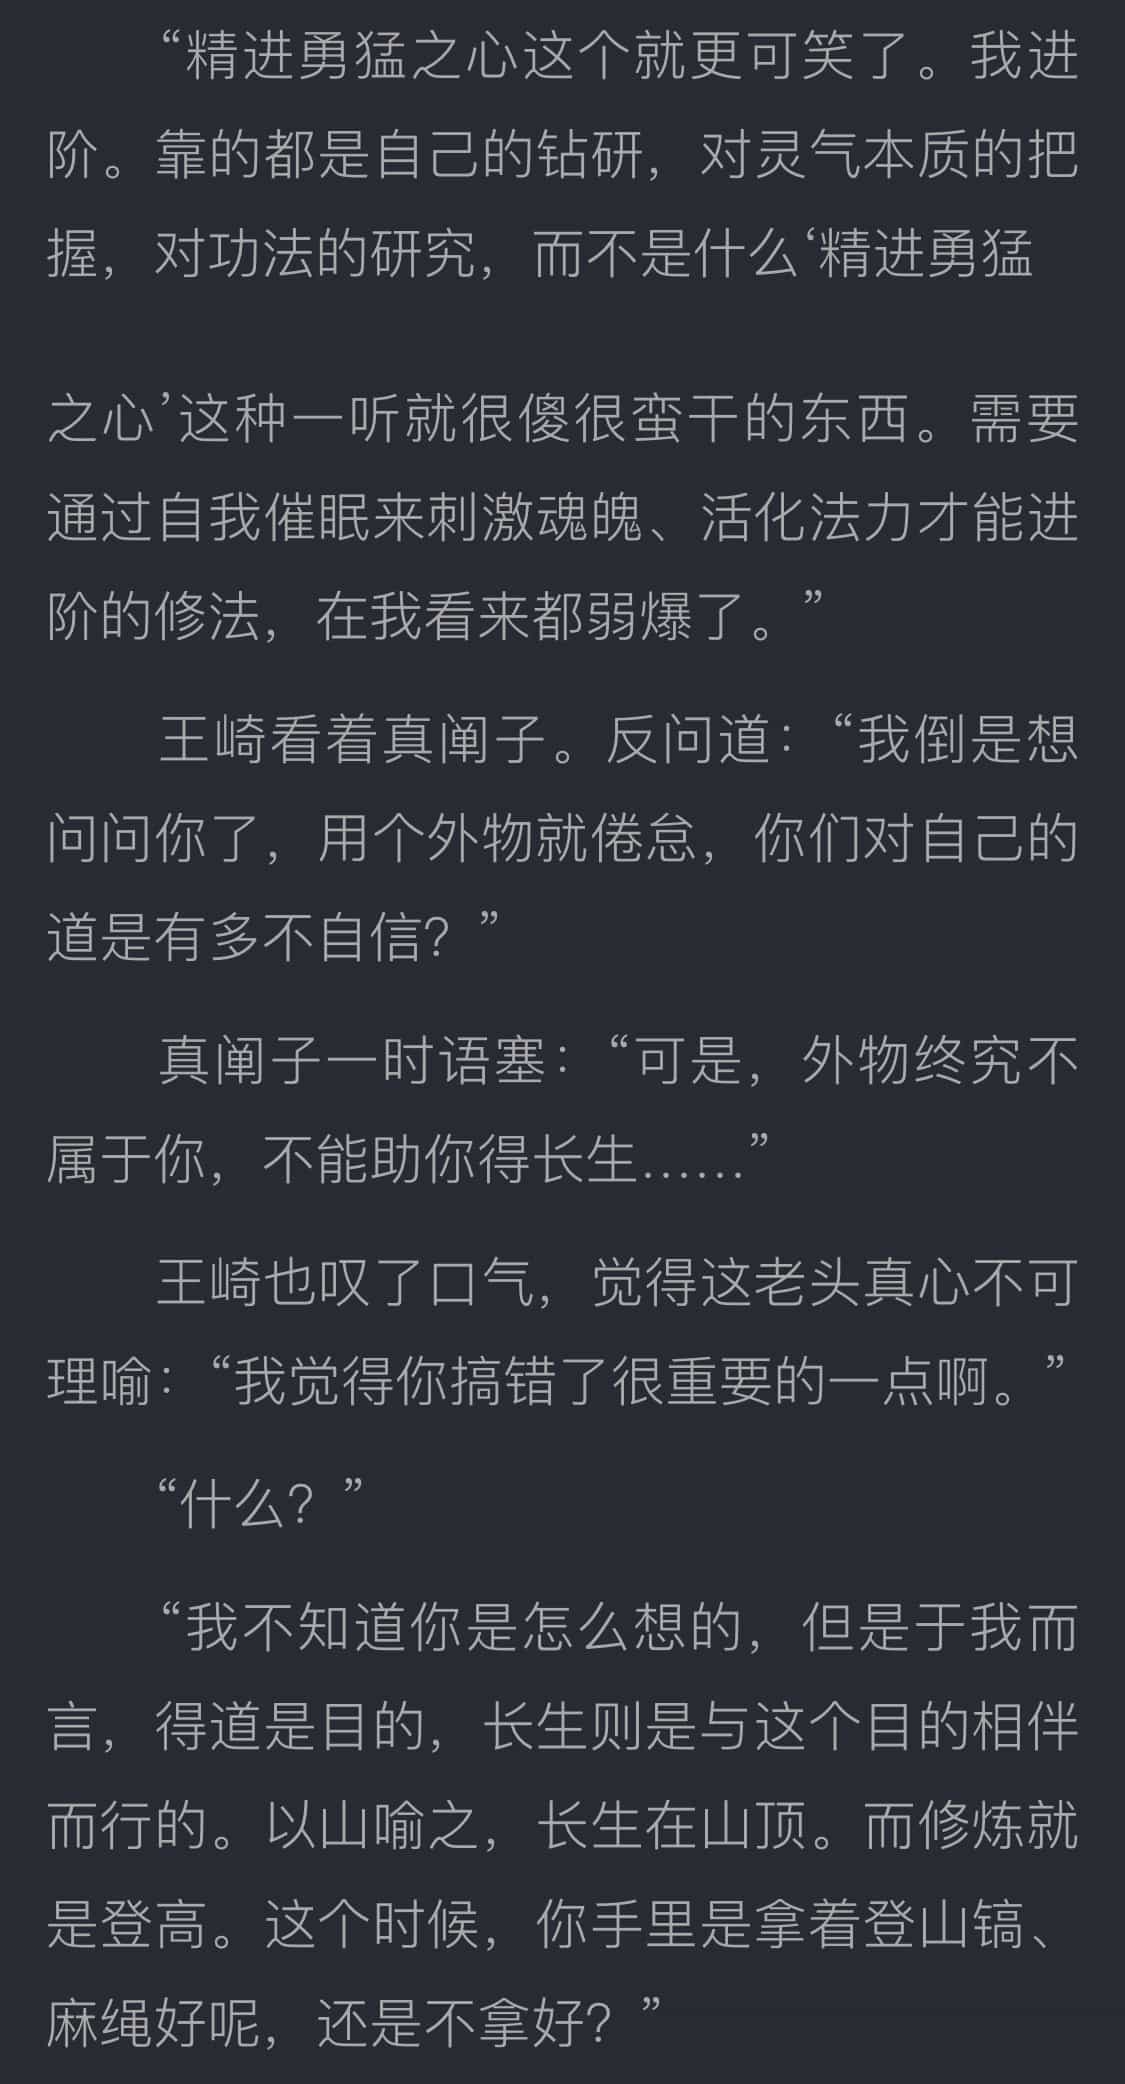 “精进勇猛之心这个就更可笑了。我进
阶。靠的都是自己的钻研，对灵气本质的把
握，对功法的研究，而不是什么‘精进勇猛
之心’这种一听就很傻很蛮干的东西。需要
通过自我催眠来刺激魂魄、活化法力才能进
阶的修法，在我看来都弱爆了。”
王崎看着真阐子。反问道：“我倒是想
问问你了，用个外物就倦怠，你们对自己的
道是有多不自信？”
真阐子一时语塞：“可是，外物终究不
属于你，不能助你得长生……”
王崎也叹了口气，觉得这老头真心不可
理喻：“我觉得你搞错了很重要的一点啊。”
“什么？”
“我不知道你是怎么想的，但是于我而
言，得道是目的，长生则是与这个目的相伴
而行的。以山喻之，长生在山顶。而修炼就
是登高。这个时候，你手里是拿着登山镐、
麻绳好呢，还是不拿好？”